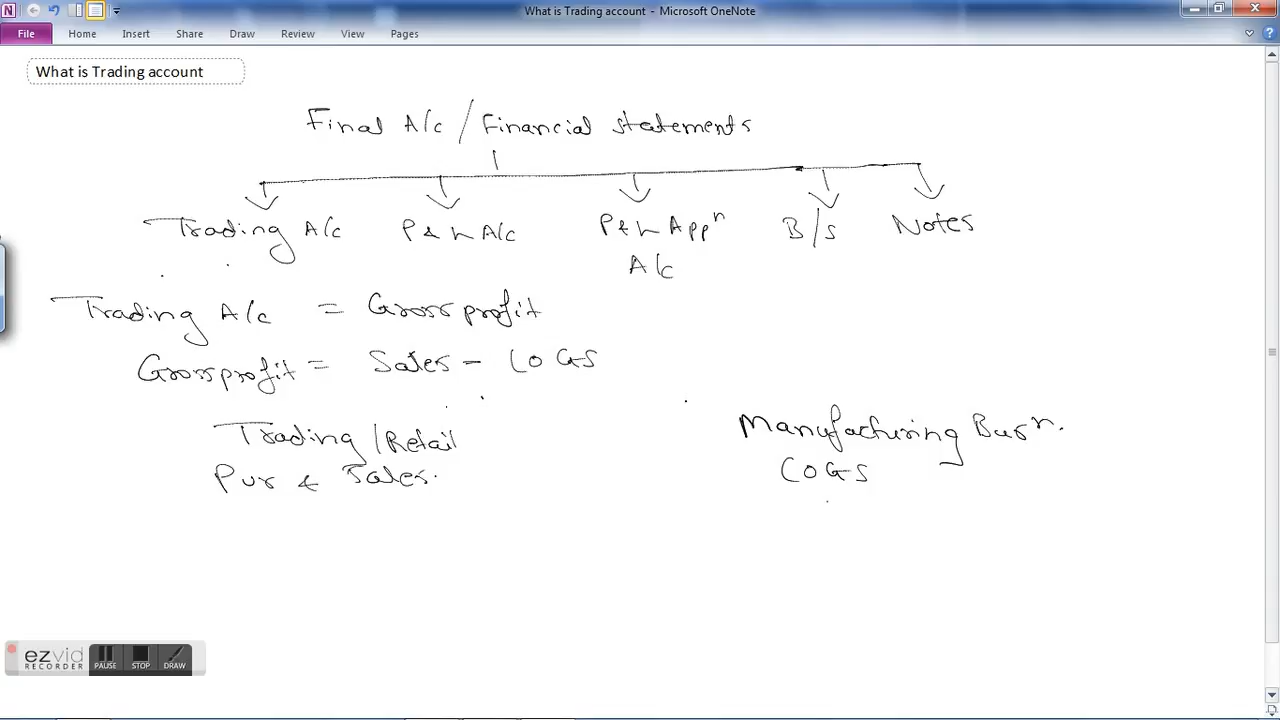 What is Trading account - Microsoft OneNote
File Home Insert Share Draw Review View Pages
What is Trading account
Final A/c / Financial statements
Trading A/c P & L A/c P & L Appn A/c B/S Notes
Trading A/c = Gross profit
Gross profit = Sales - COGS
Trading / Retail Manufacturing Busn.
Pur & Sales. COGS
ezvid
RECORDER
PAUSE STOP DRAW